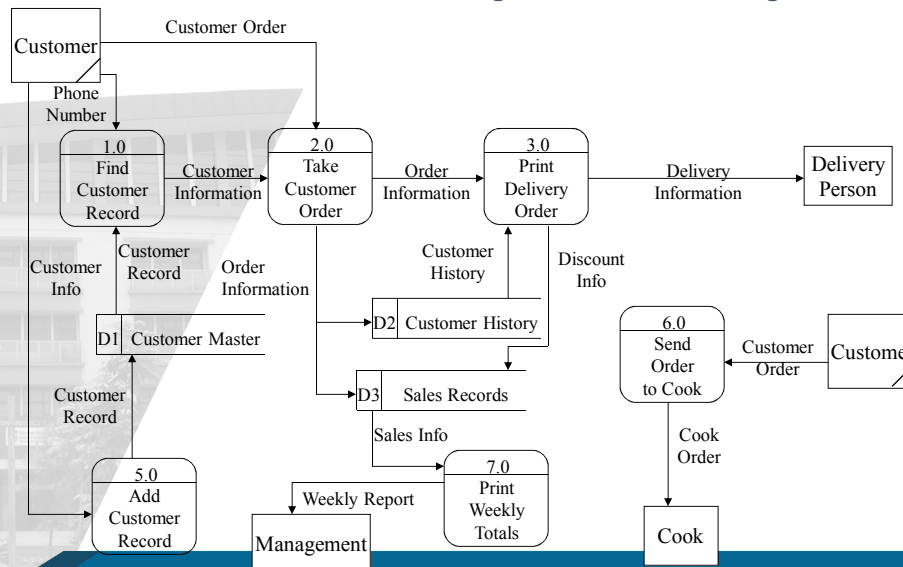 Customer Order
Customer
Phone
Number
1.0
Find
Customer
Record
Customer
Information
2.0
Take
Customer
Order
Order
Information
3.0
Print
Delivery
Order
Delivery
Information
Delivery
Person
Customer
Info
Customer
Record
Order
Information
Customer
History
Discount
Info
D1 Customer Master
D2 Customer History
D3 Sales Records
6.0
Send
Order
to Cook
Customer
Order
Custome
Customer
Record
Sales Info
Cook
Order
5.0
Add
Customer
Record
Weekly Report
7.0
Print
Weekly
Totals
Management
Cook